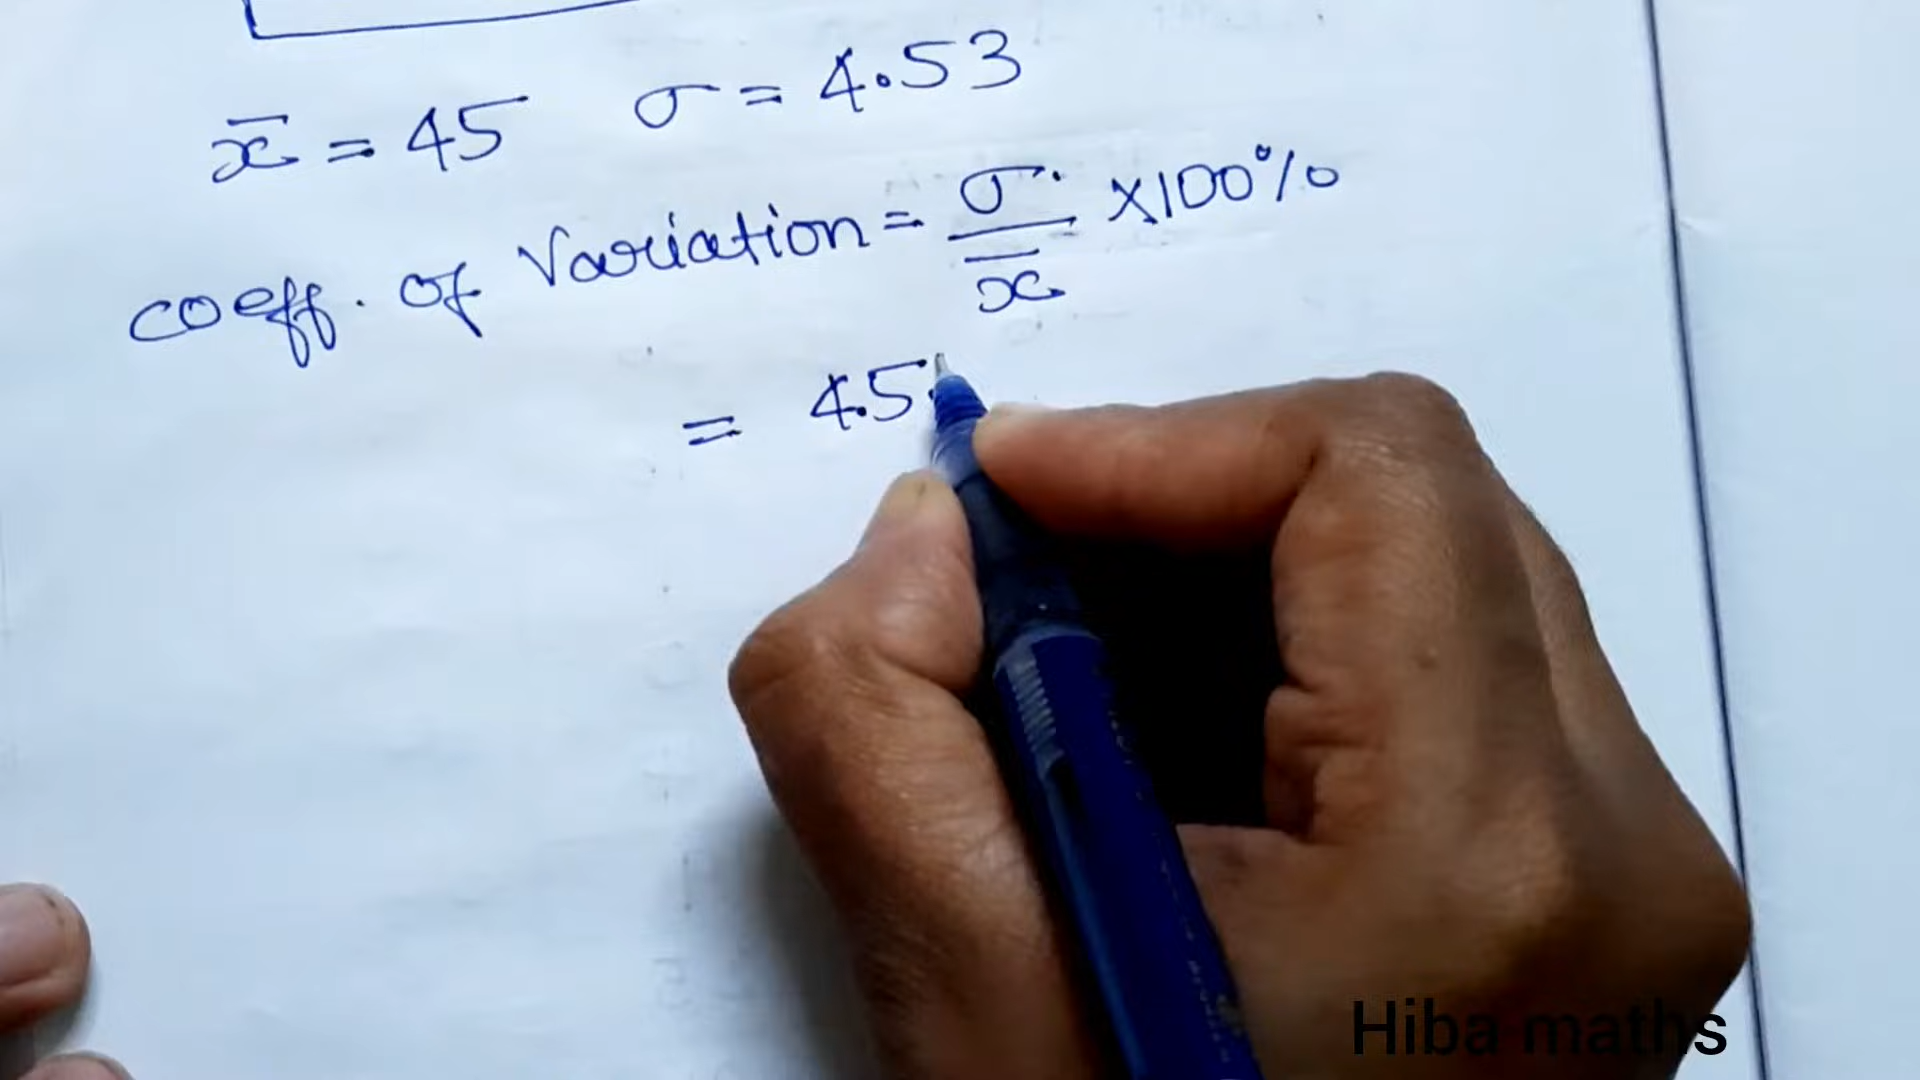 x̄ = 45 σ = 4.53
coeff. of Variation = σ/x̄ ×100%
= 4.5
Hiba maths